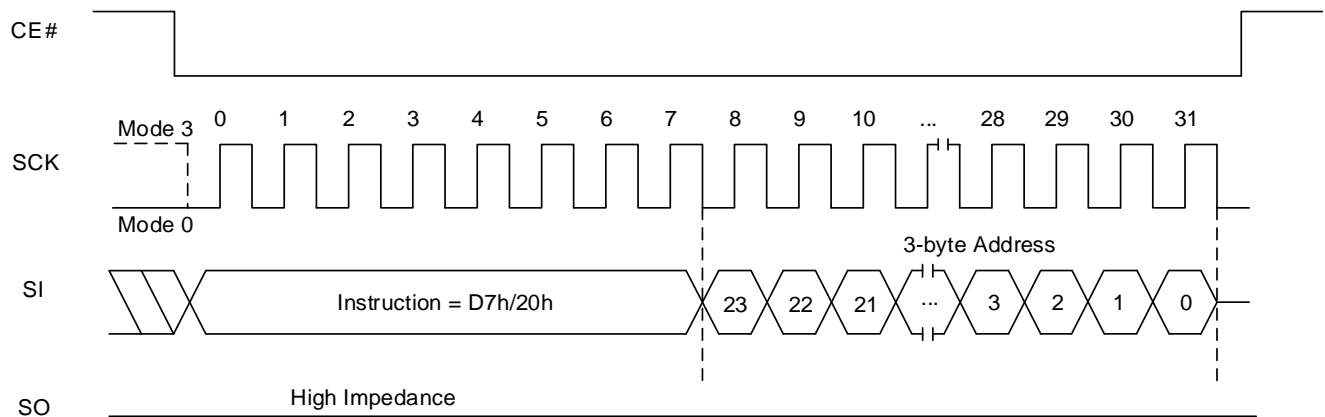 CE#
Mode 3
0 1 2 3 4 5 6 7 8 9 10 ... 28 29 30 31
SCK
Mode 0
3-byte Address
SI
Instruction = D7h/20h 23 22 21 ... 3 2 1 0
High Impedance
SO